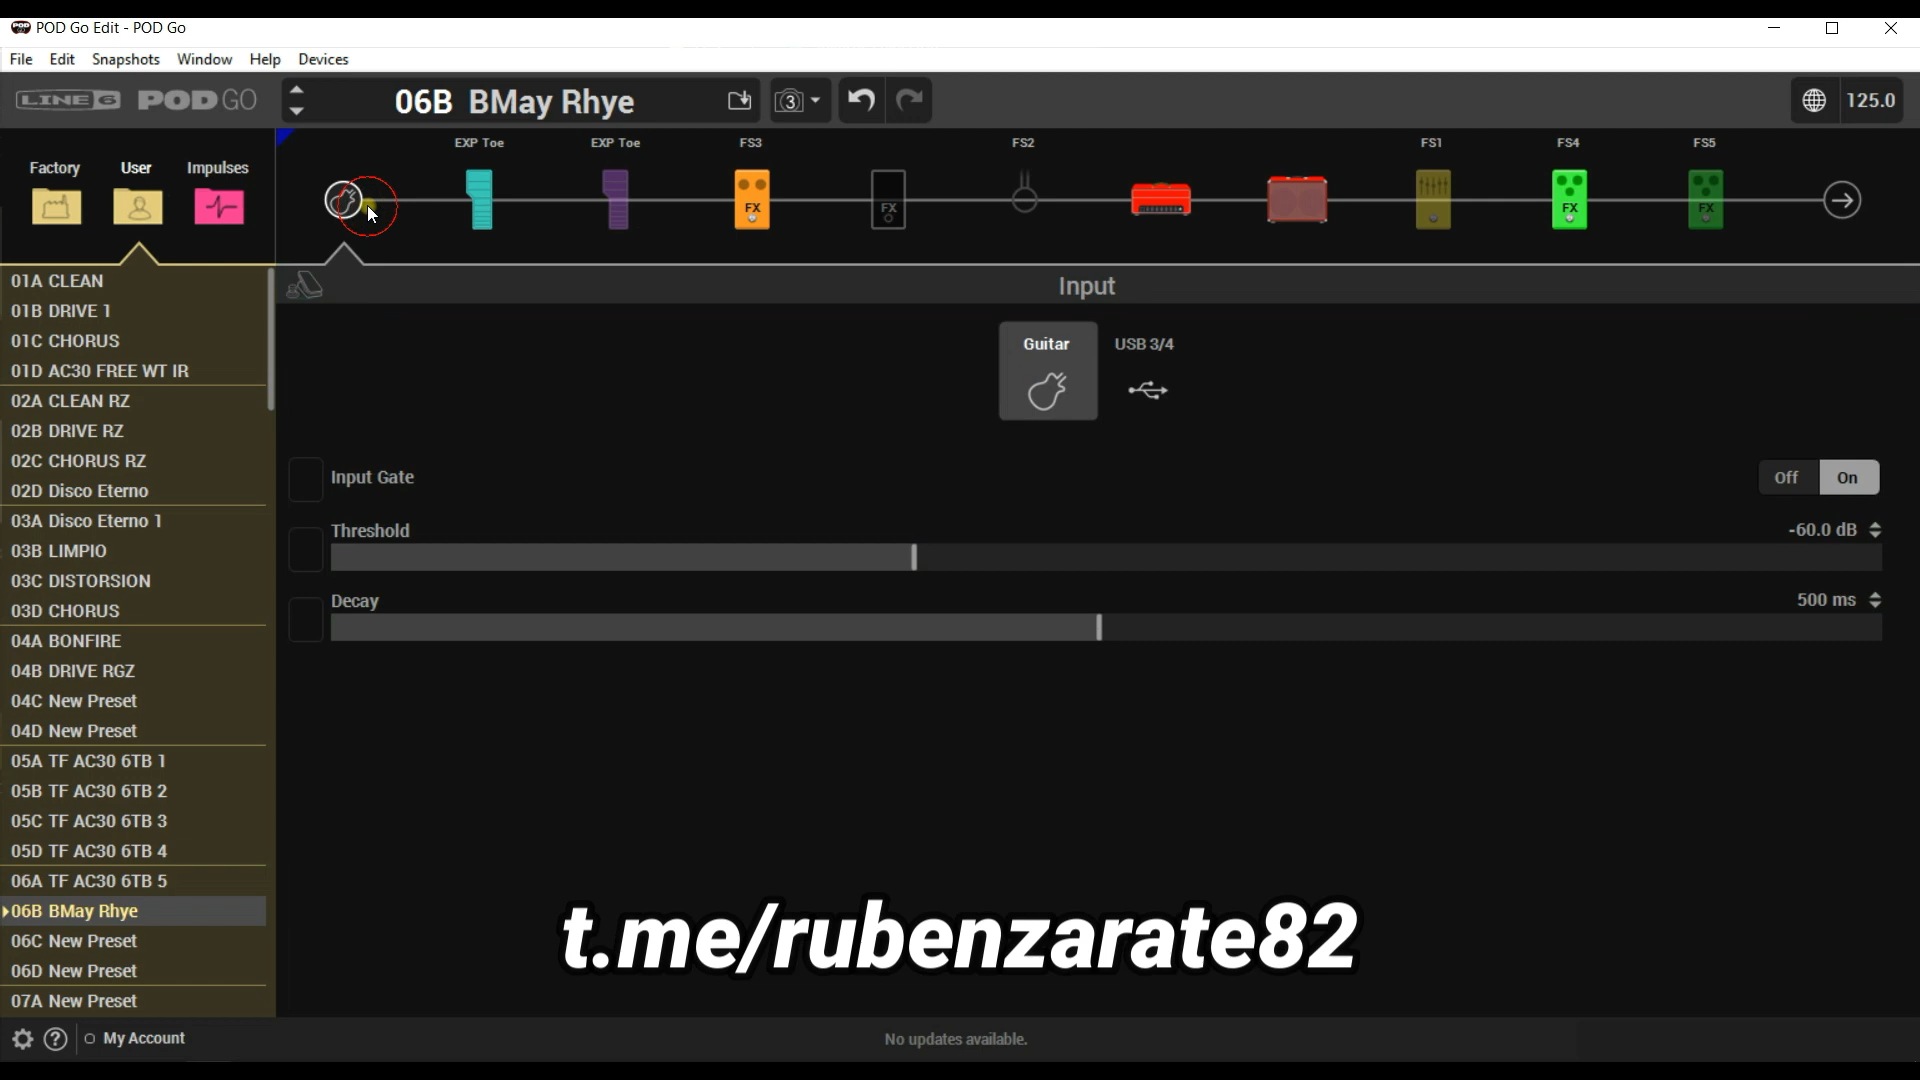 POD Go Edit - POD Go
File Edit Snapshots Window Help Devices
LINE 6 POD GO
06B BMay Rhye
3
125.0
EXP Toe EXP Toe FS3 FS2 FS1 FS4 FS5
Factory User Impulses
FX FX FX FX
01A CLEAN
01B DRIVE 1
01C CHORUS
01D AC30 FREE WT IR
02A CLEAN RZ
02B DRIVE RZ
02C CHORUS RZ
02D Disco Eterno
03A Disco Eterno 1
03B LIMPIO
03C DISTORSION
03D CHORUS
04A BONFIRE
04B DRIVE RGZ
04C New Preset
04D New Preset
05A TF AC30 6TB 1
05B TF AC30 6TB 2
05C TF AC30 6TB 3
05D TF AC30 6TB 4
06A TF AC30 6TB 5
06B BMay Rhye
06C New Preset
06D New Preset
07A New Preset
Input
Guitar USB 3/4
Input Gate Off On
Threshold -60.0 dB
Decay 500 ms
t.me/rubenzarate82
? My Account
No updates available.